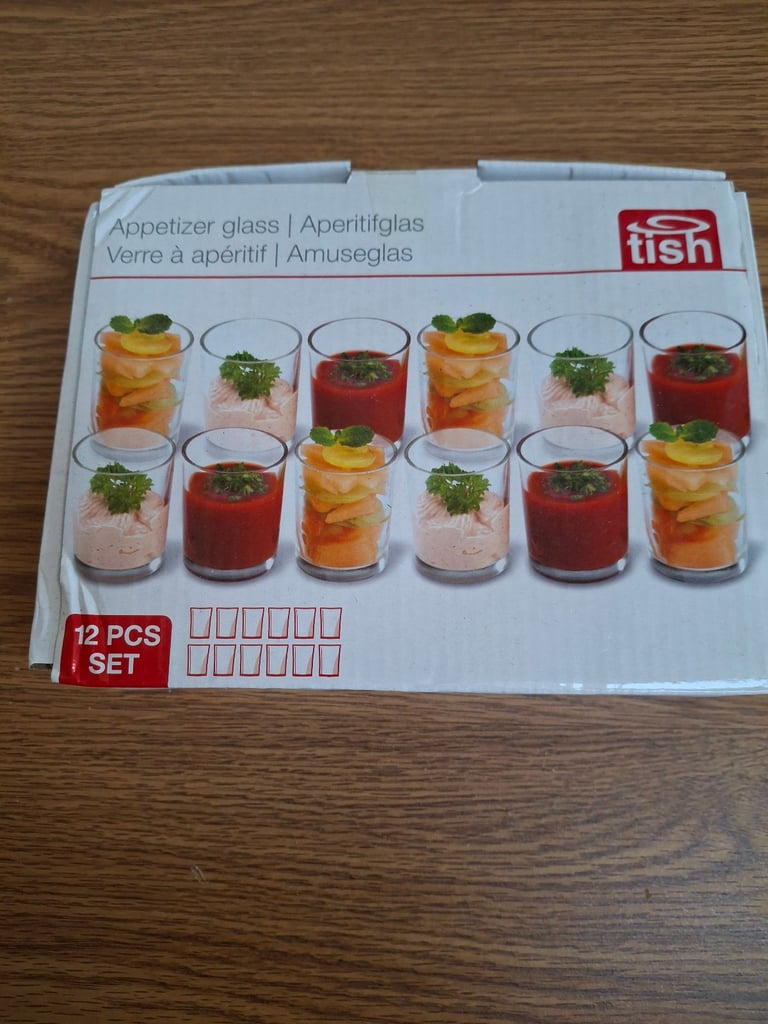 Appetizer glass | Aperitifglas
Verre à apéritif | Amuseglas
tish
12 PCS
SET